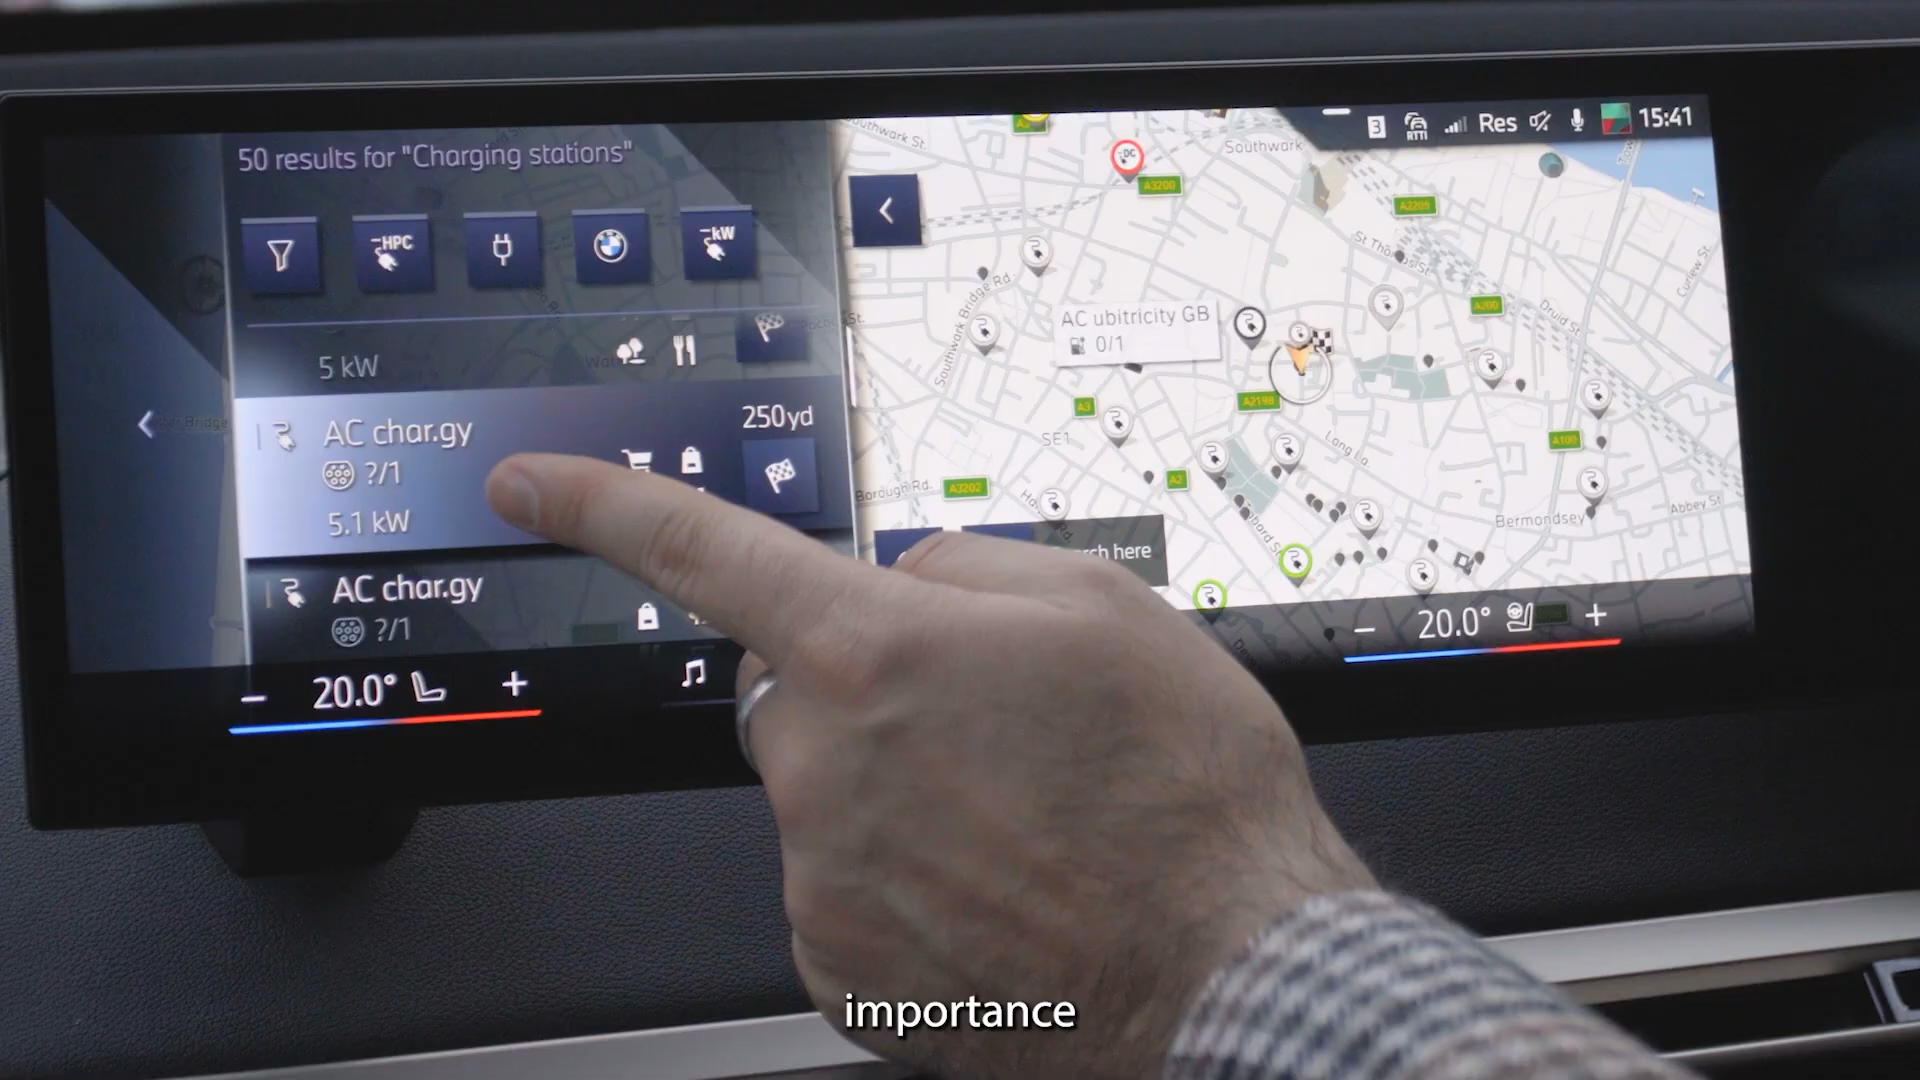 50 results for "Charging stations"
HPC
kW
5 kW
AC char.gy
250yd
?/1
5.1 kW
AC char.gy
?/1
20.0°
3
RTTI
Res
15:41
Southwark St.
Southwark
DC
A3200
A2205
St Thomas St
A200
Druid St
Curlew St
Southwark Bridge Rd.
AC ubitricity GB
0/1
A3
A2198
SE1
Long La.
A100
Borough Rd.
A3202
A2
Bermondsey
Abbey St
here
20.0°
importance